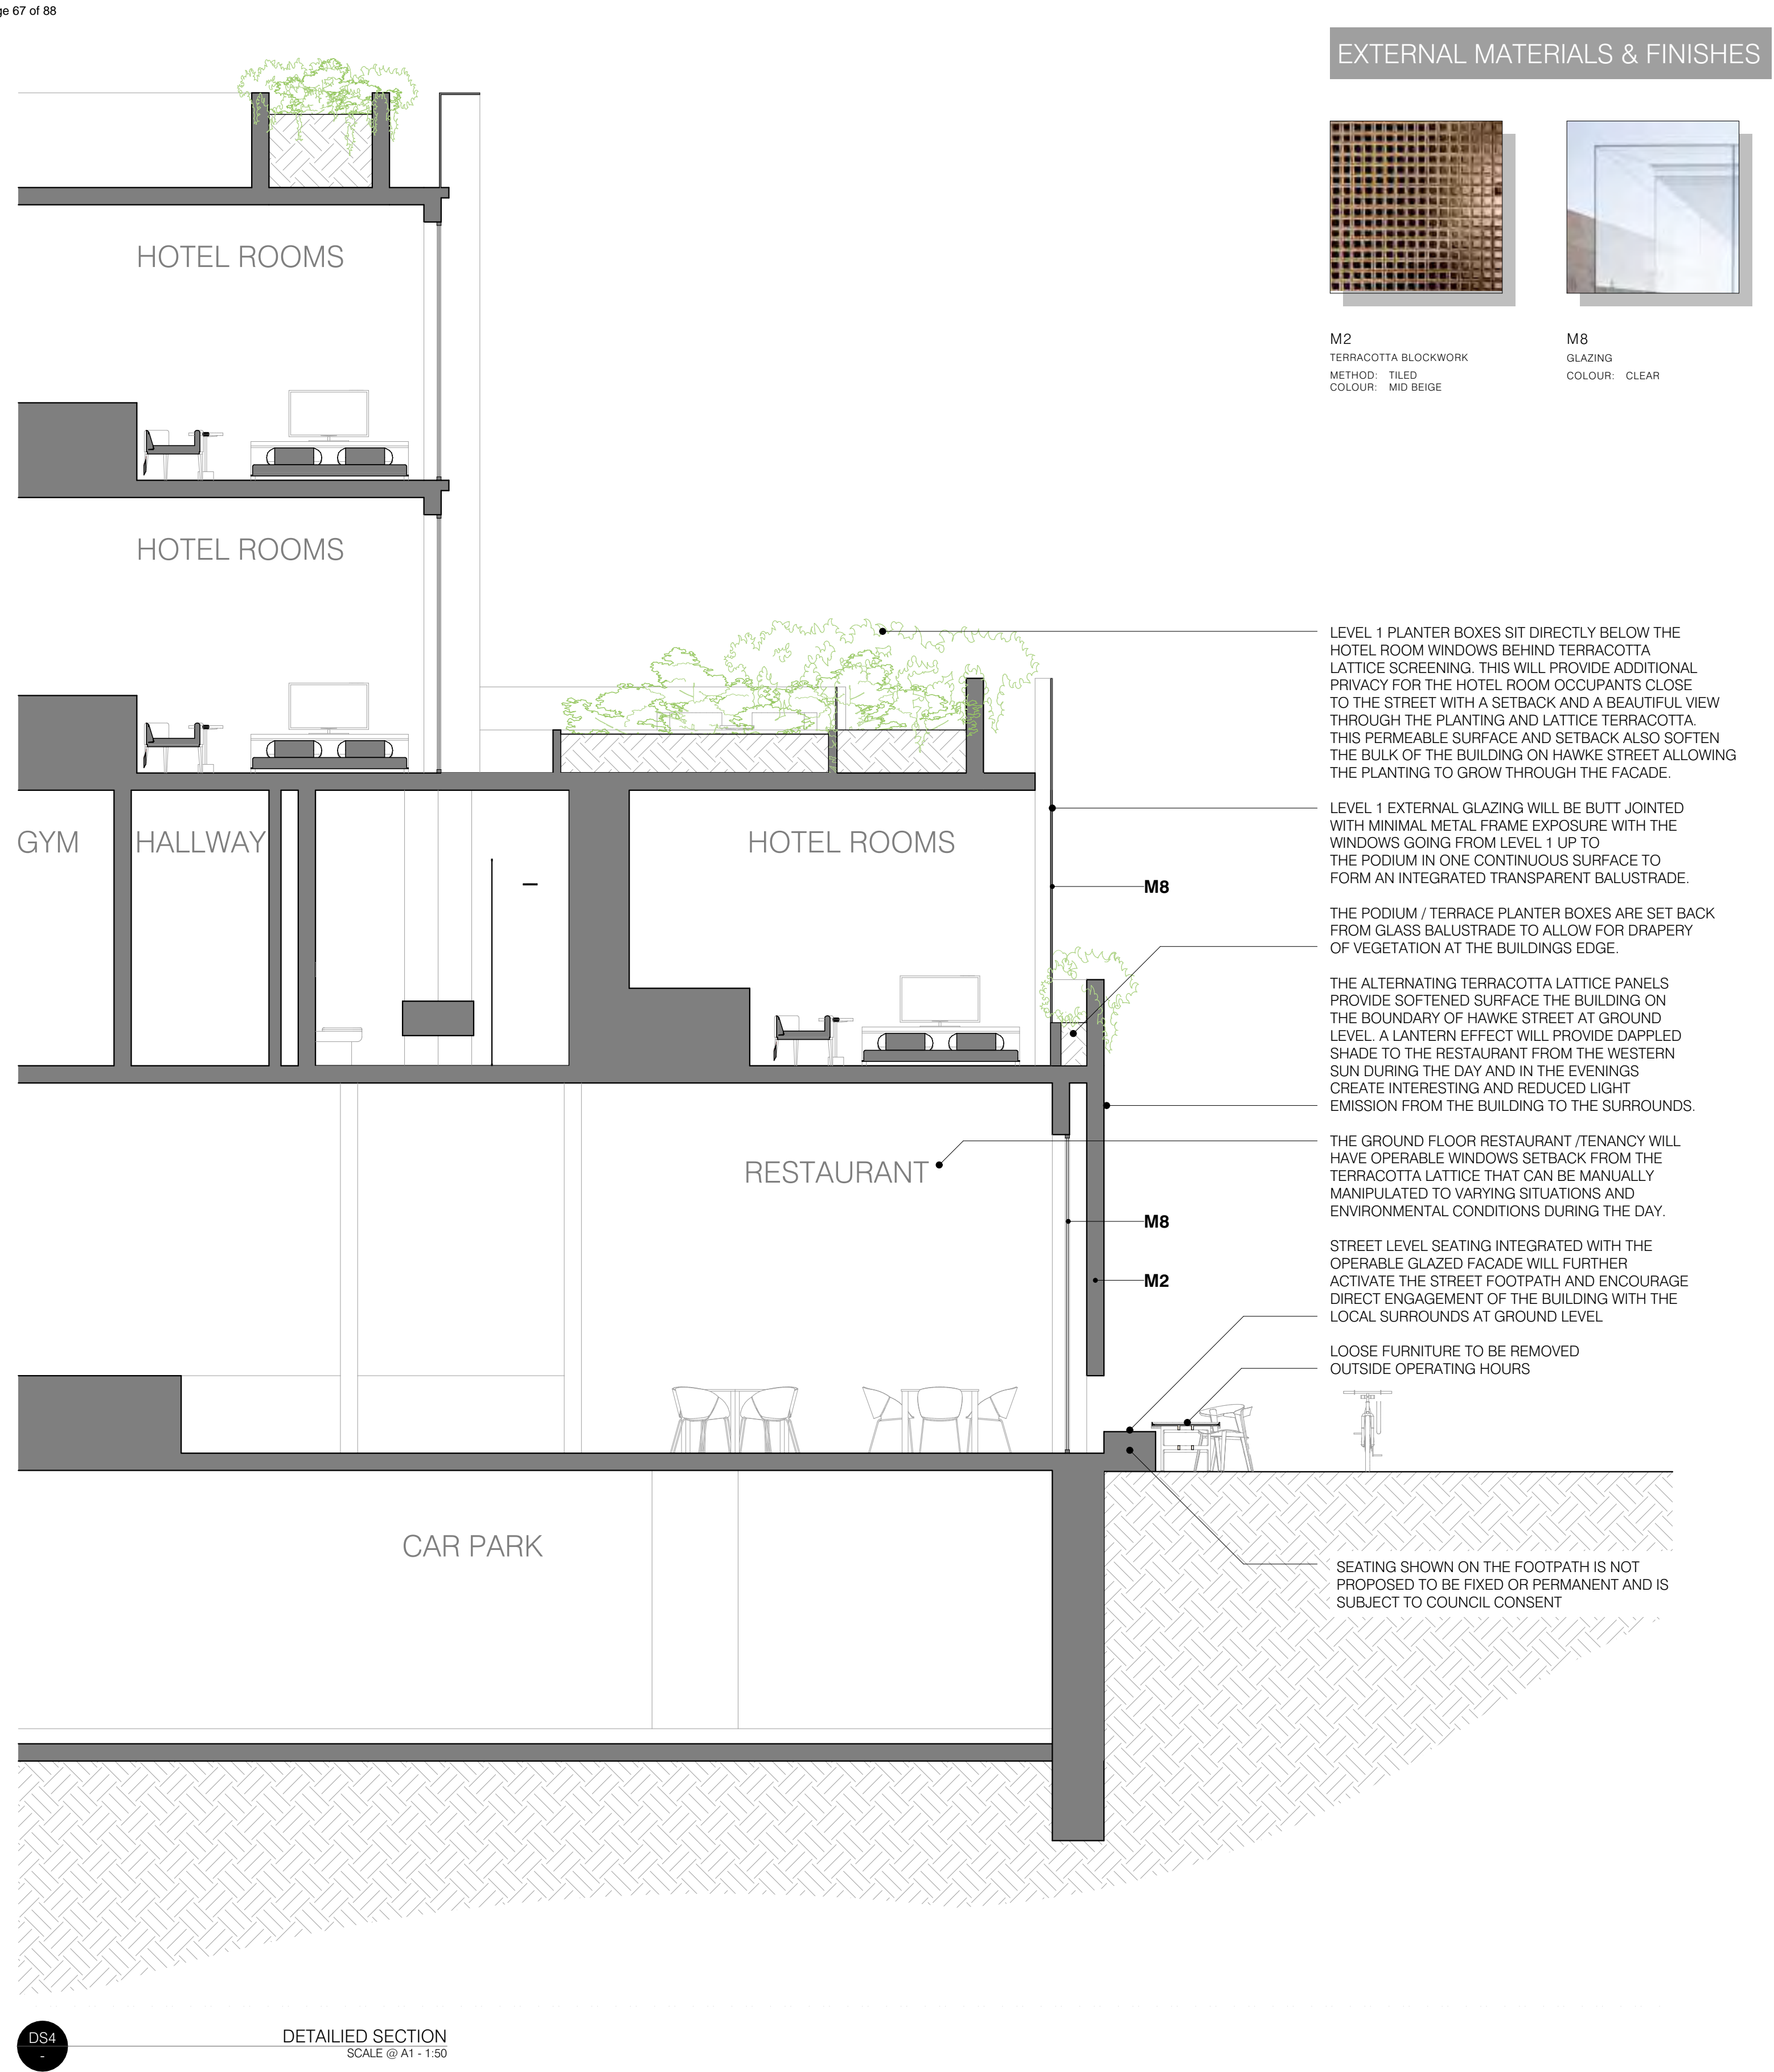 ge 67 of 88
EXTERNAL MATERIALS & FINISHES
M2
TERRACOTTA BLOCKWORK
METHOD: TILED
COLOUR: MID BEIGE
M8
GLAZING
COLOUR: CLEAR
HOTEL ROOMS
HOTEL ROOMS
LEVEL 1 PLANTER BOXES SIT DIRECTLY BELOW THE
HOTEL ROOM WINDOWS BEHIND TERRACOTTA
LATTICE SCREENING. THIS WILL PROVIDE ADDITIONAL
PRIVACY FOR THE HOTEL ROOM OCCUPANTS CLOSE
TO THE STREET WITH A SETBACK AND A BEAUTIFUL VIEW
THROUGH THE PLANTING AND LATTICE TERRACOTTA.
THIS PERMEABLE SURFACE AND SETBACK ALSO SOFTEN
THE BULK OF THE BUILDING ON HAWKE STREET ALLOWING
THE PLANTING TO GROW THROUGH THE FACADE.
GYM
HALLWAY
HOTEL ROOMS
LEVEL 1 EXTERNAL GLAZING WILL BE BUTT JOINTED
WITH MINIMAL METAL FRAME EXPOSURE WITH THE
WINDOWS GOING FROM LEVEL 1 UP TO
THE PODIUM IN ONE CONTINUOUS SURFACE TO
FORM AN INTEGRATED TRANSPARENT BALUSTRADE.
M8
THE PODIUM / TERRACE PLANTER BOXES ARE SET BACK
FROM GLASS BALUSTRADE TO ALLOW FOR DRAPERY
OF VEGETATION AT THE BUILDINGS EDGE.
THE ALTERNATING TERRACOTTA LATTICE PANELS
PROVIDE SOFTENED SURFACE THE BUILDING ON
THE BOUNDARY OF HAWKE STREET AT GROUND
LEVEL. A LANTERN EFFECT WILL PROVIDE DAPPLED
SHADE TO THE RESTAURANT FROM THE WESTERN
SUN DURING THE DAY AND IN THE EVENINGS
CREATE INTERESTING AND REDUCED LIGHT
EMISSION FROM THE BUILDING TO THE SURROUNDS.
RESTAURANT
THE GROUND FLOOR RESTAURANT /TENANCY WILL
HAVE OPERABLE WINDOWS SETBACK FROM THE
TERRACOTTA LATTICE THAT CAN BE MANUALLY
MANIPULATED TO VARYING SITUATIONS AND
ENVIRONMENTAL CONDITIONS DURING THE DAY.
M8
M2
STREET LEVEL SEATING INTEGRATED WITH THE
OPERABLE GLAZED FACADE WILL FURTHER
ACTIVATE THE STREET FOOTPATH AND ENCOURAGE
DIRECT ENGAGEMENT OF THE BUILDING WITH THE
LOCAL SURROUNDS AT GROUND LEVEL
LOOSE FURNITURE TO BE REMOVED
OUTSIDE OPERATING HOURS
CAR PARK
SEATING SHOWN ON THE FOOTPATH IS NOT
PROPOSED TO BE FIXED OR PERMANENT AND IS
SUBJECT TO COUNCIL CONSENT
DS4
-
DETAILIED SECTION
SCALE @ A1 - 1:50